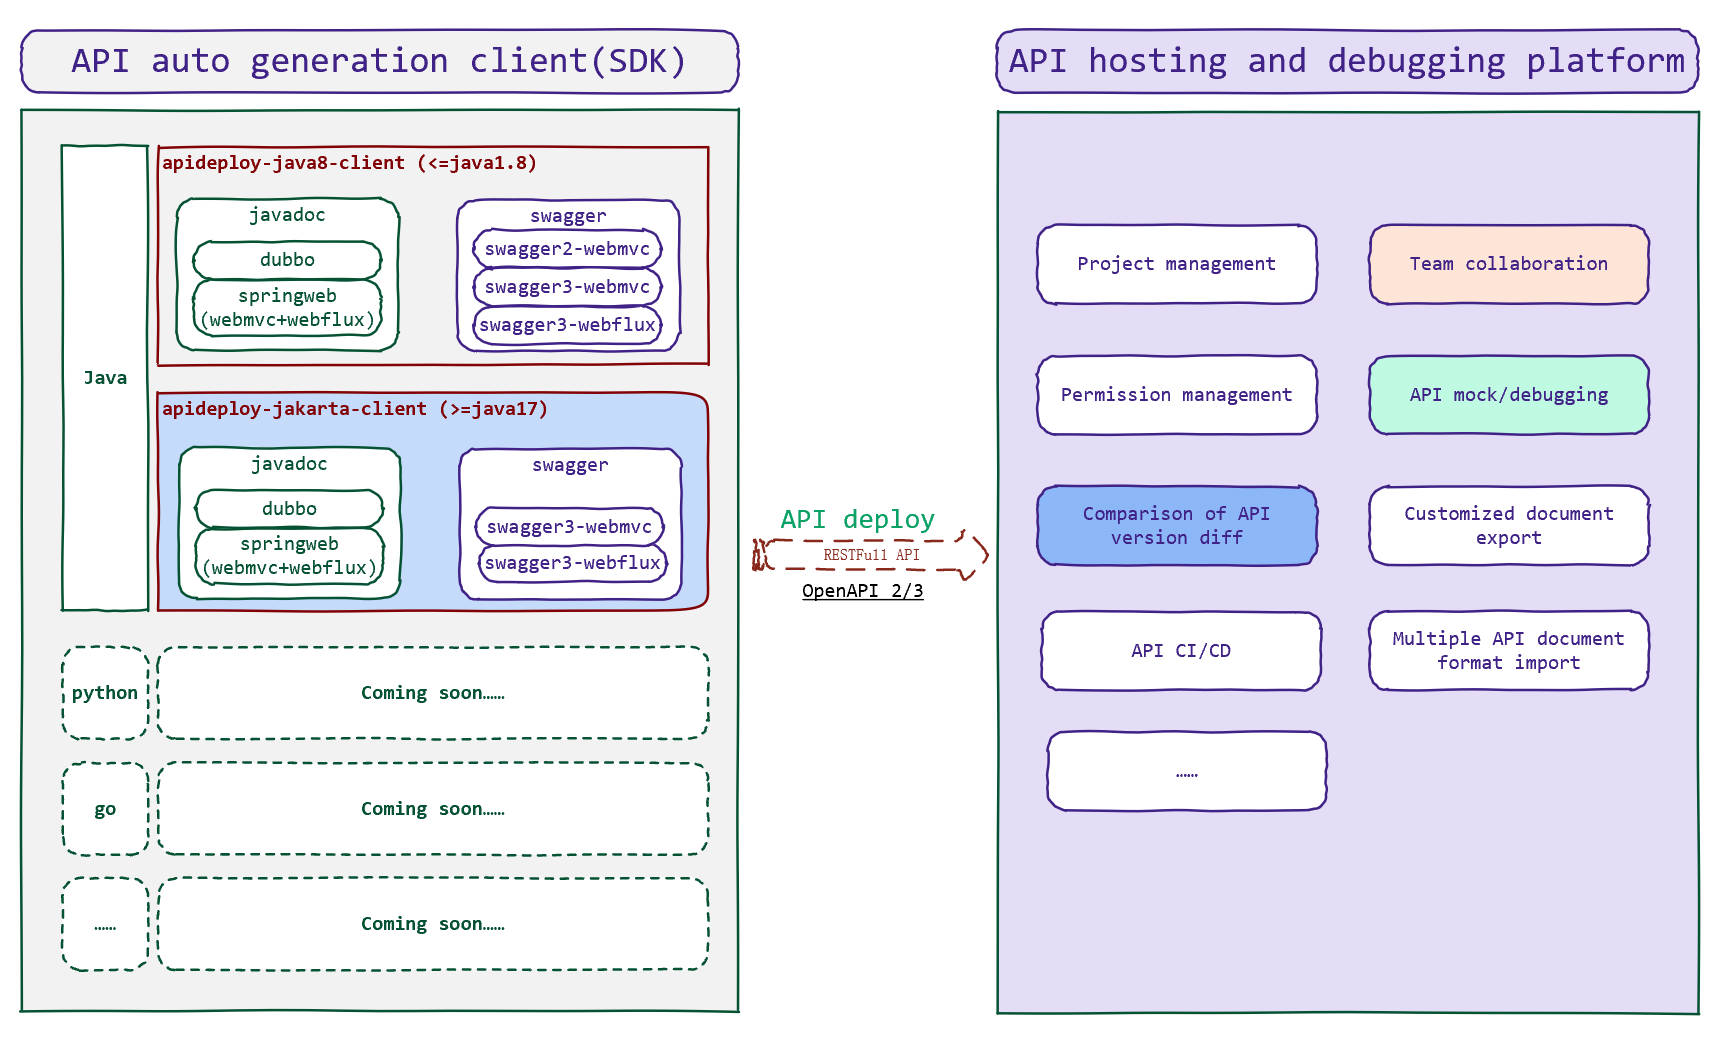 API auto generation client(SDK)
Java
apideploy-java8-client (<=java1.8)
javadoc
dubbo
springweb
(webmvc+webflux)
swagger
swagger2-webmvc
swagger3-webmvc
swagger3-webflux
apideploy-jakarta-client (>=java17)
javadoc
dubbo
springweb
(webmvc+webflux)
swagger
swagger3-webmvc
swagger3-webflux
python
Coming soon……
go
Coming soon……
……
Coming soon……
API deploy
RESTFull API
OpenAPI 2/3
API hosting and debugging platform
Project management
Team collaboration
Permission management
API mock/debugging
Comparison of API
version diff
Customized document
export
API CI/CD
Multiple API document
format import
……